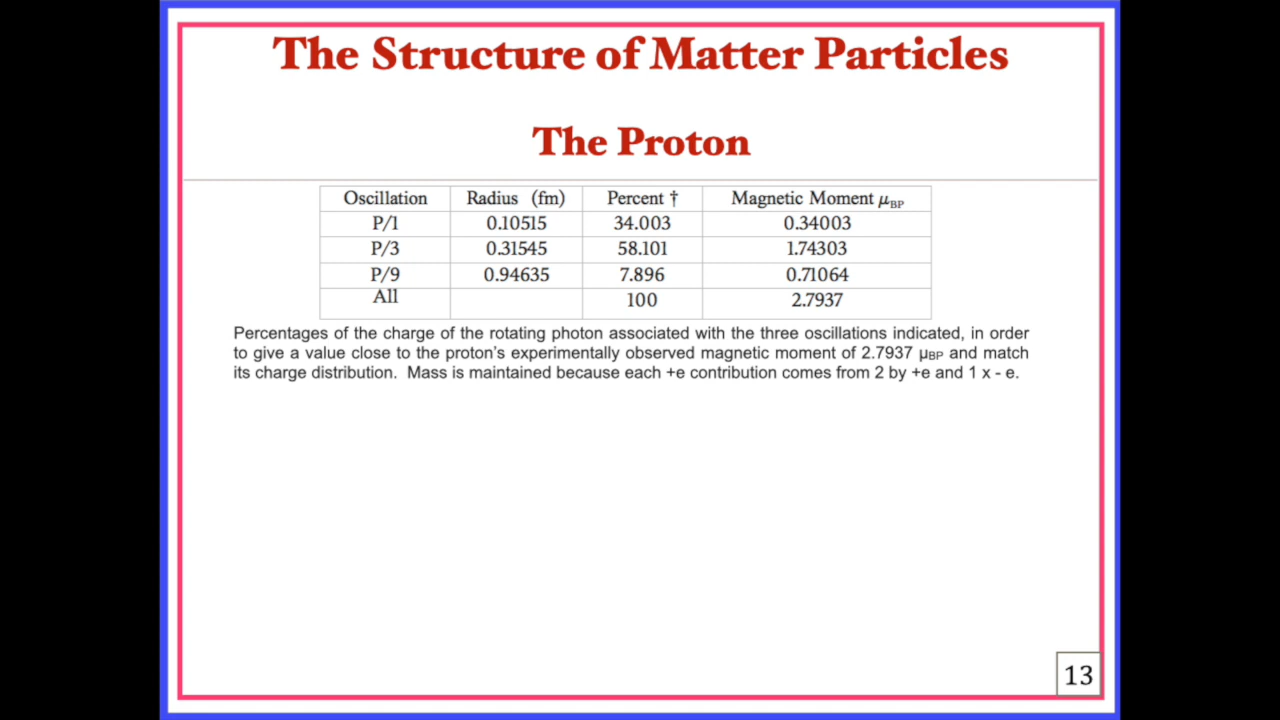 The Structure of Matter Particles
The Proton
Oscillation Radius (fm) Percent † Magnetic Moment μBP
P/1 0.10515 34.003 0.34003
P/3 0.31545 58.101 1.74303
P/9 0.94635 7.896 0.71064
All 100 2.7937
Percentages of the charge of the rotating photon associated with the three oscillations indicated, in order
to give a value close to the proton's experimentally observed magnetic moment of 2.7937 μBP and match
its charge distribution. Mass is maintained because each +e contribution comes from 2 by +e and 1 x - e.
13